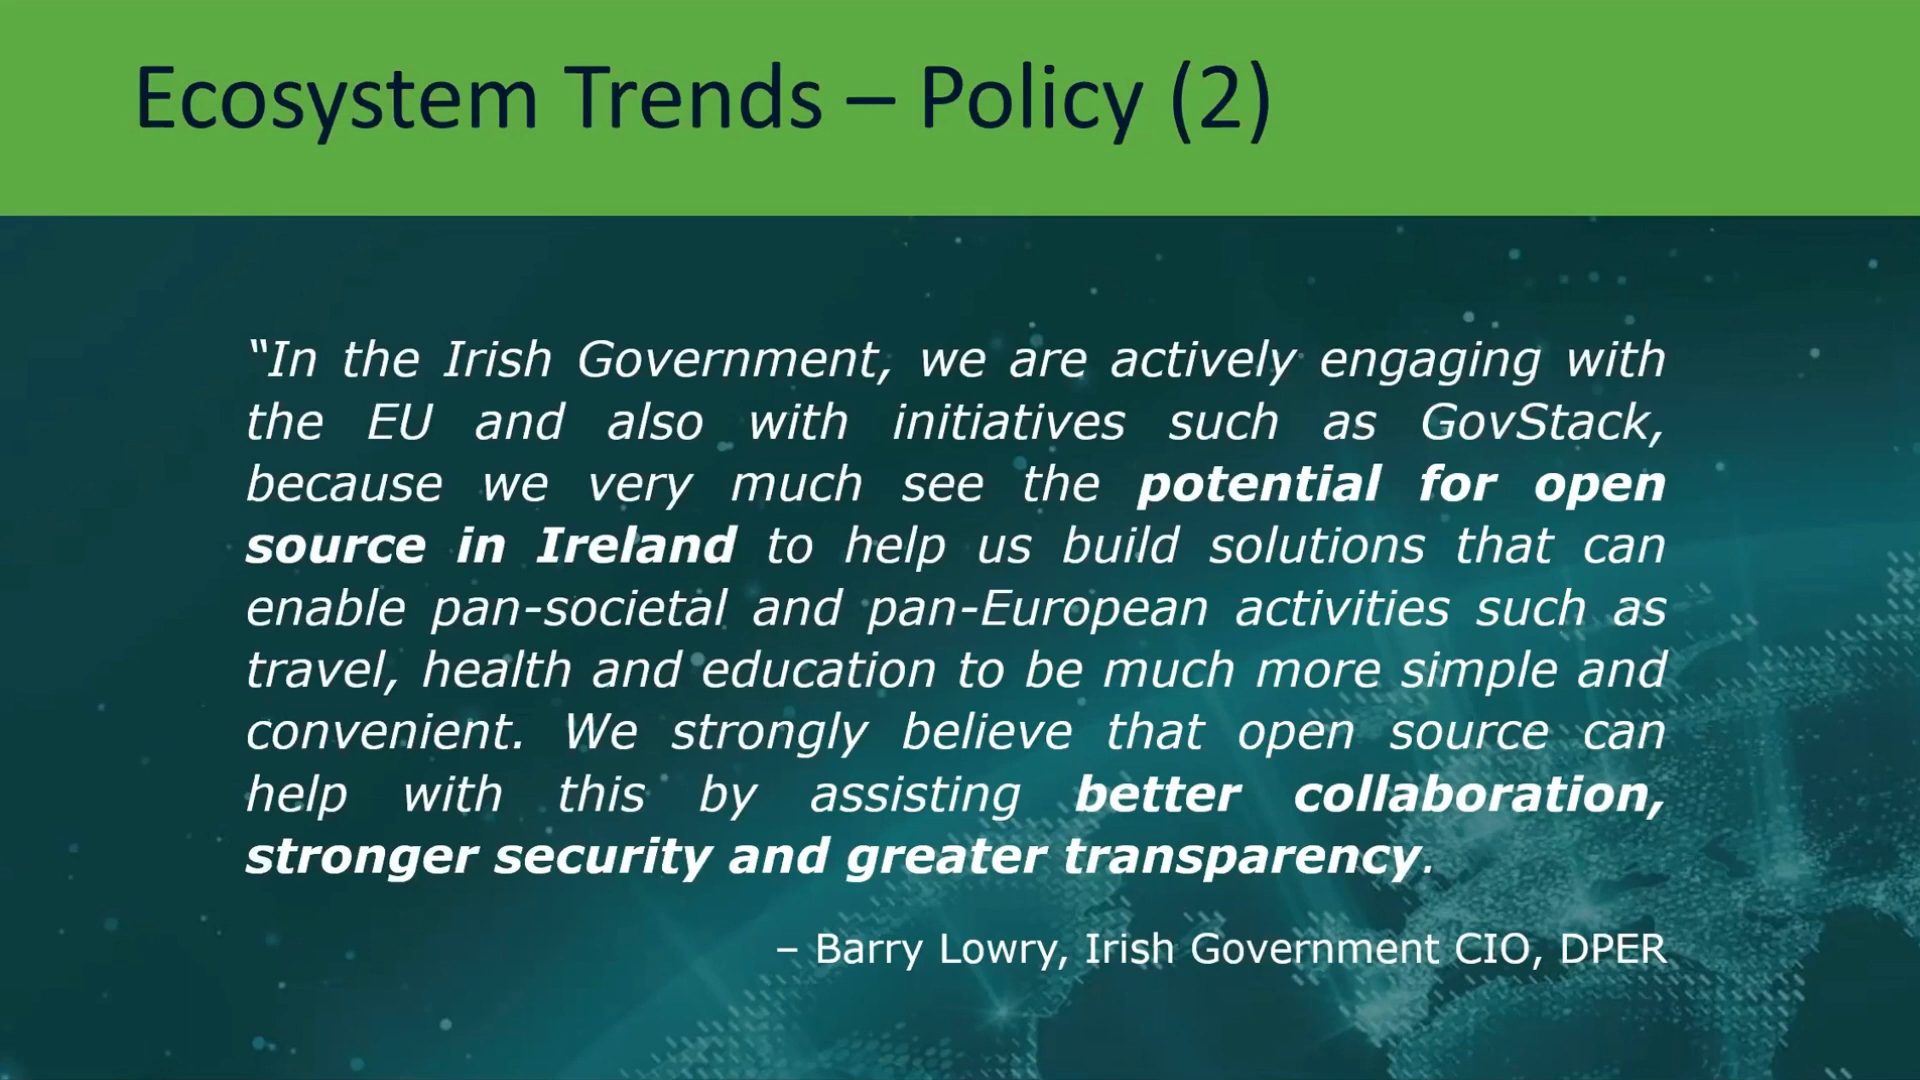 Ecosystem Trends – Policy (2)
“In the Irish Government, we are actively engaging with
the EU and also with initiatives such as GovStack,
because we very much see the potential for open
source in Ireland to help us build solutions that can
enable pan-societal and pan-European activities such as
travel, health and education to be much more simple and
convenient. We strongly believe that open source can
help with this by assisting better collaboration,
stronger security and greater transparency.
– Barry Lowry, Irish Government CIO, DPER